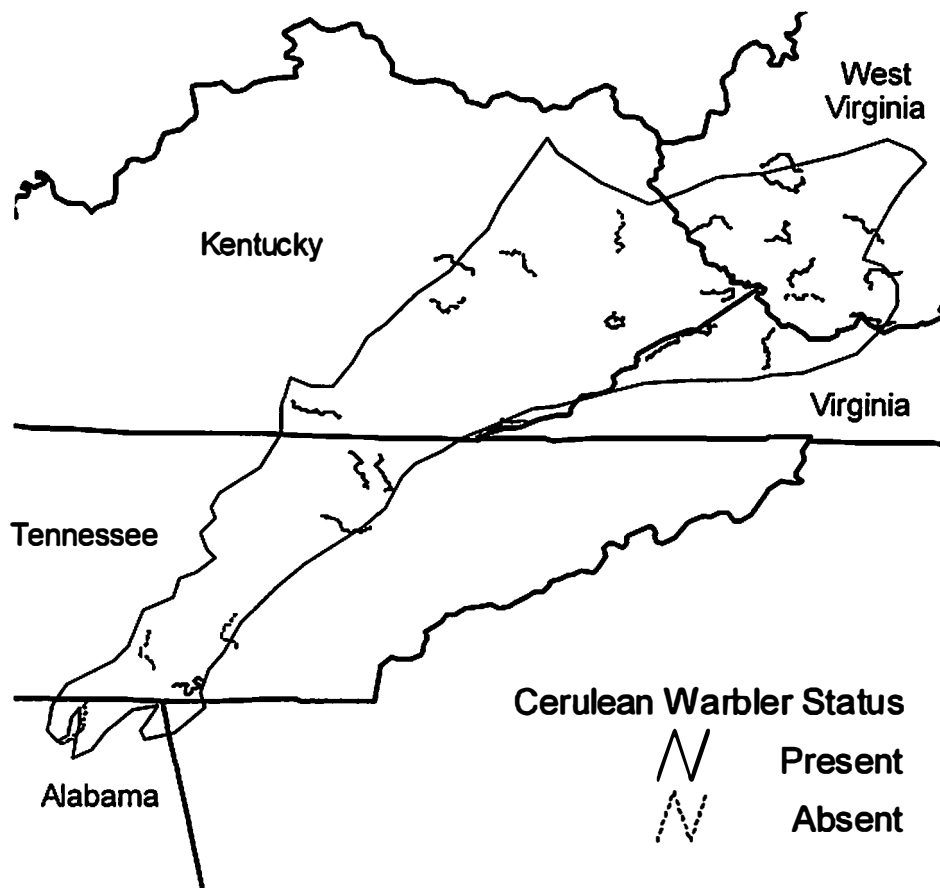 West
Virginia
Kentucky
Virginia
Tennessee
Cerulean Warbler Status
Present
Absent
Alabama